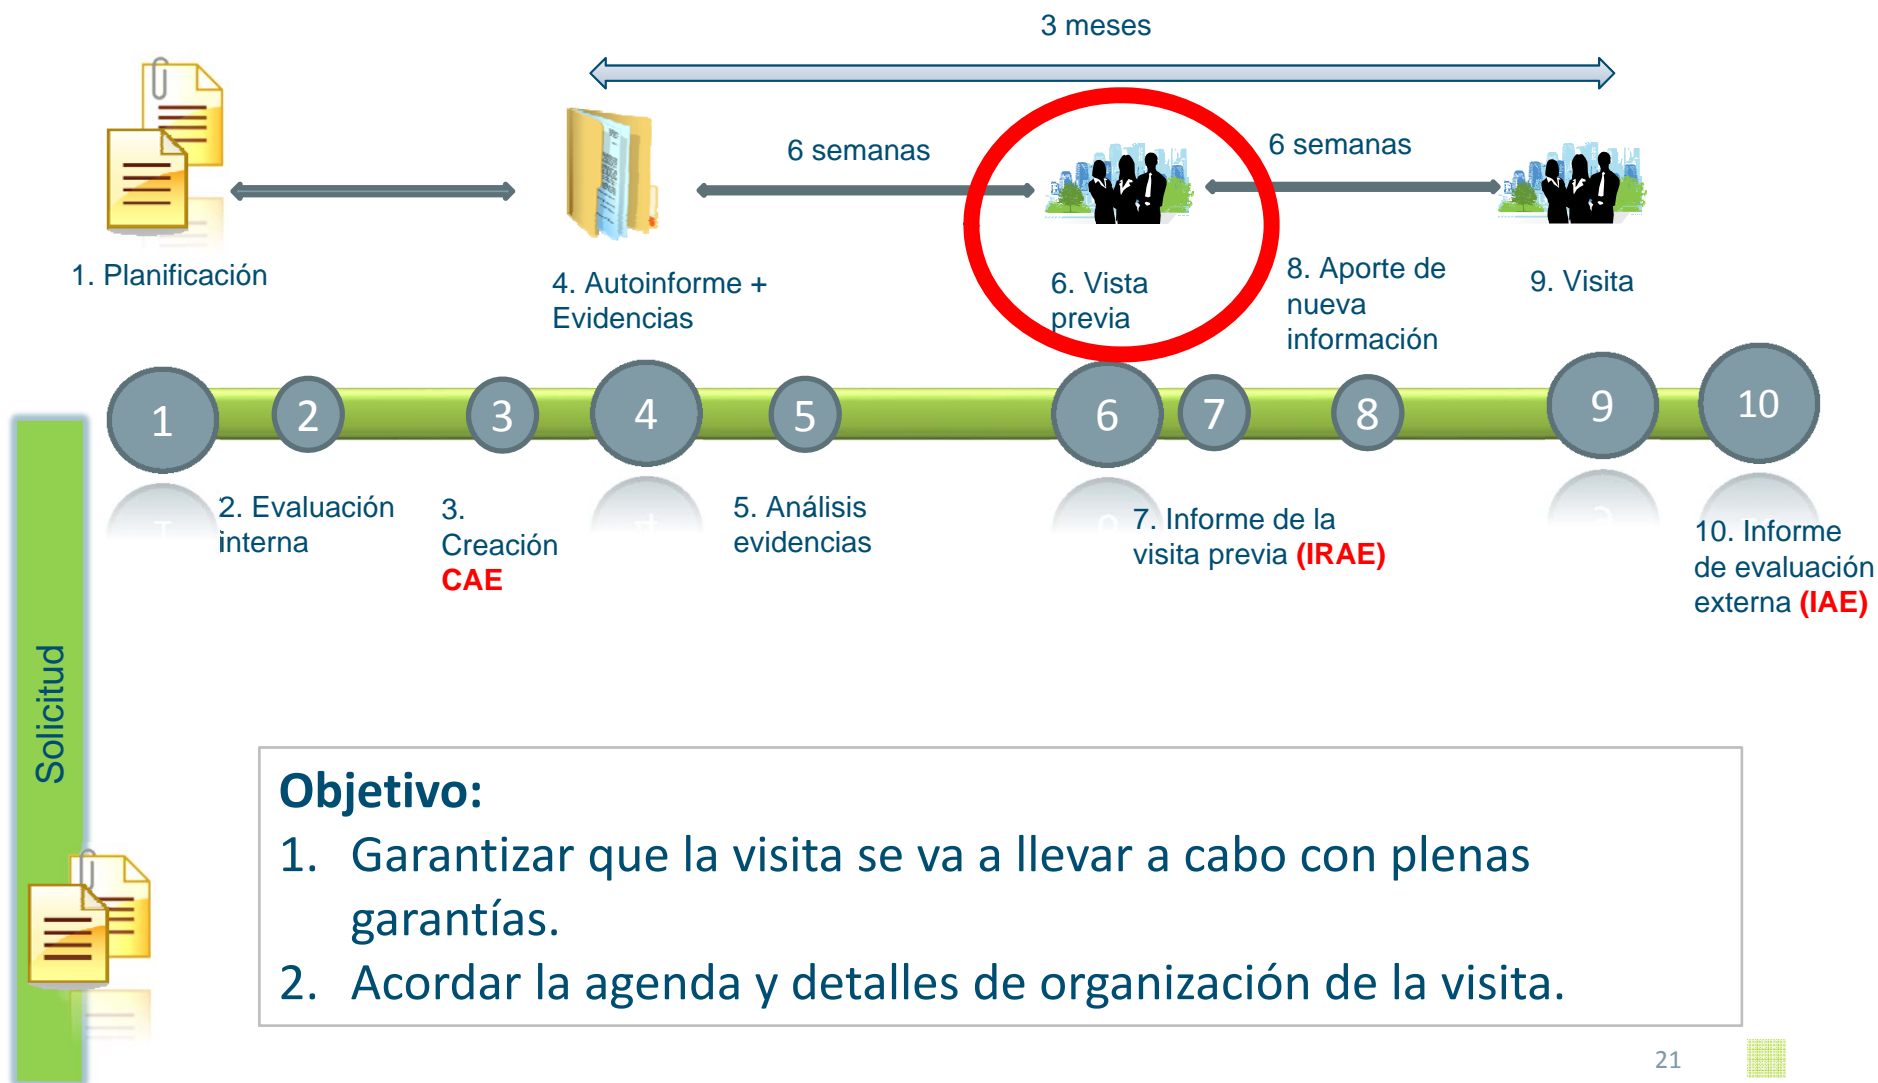 3 meses
6 semanas
6 semanas
1. Planificación
4. Autoinforme +
Evidencias
6. Vista
previa
8. Aporte de
nueva
información
9. Visita
1
2
3
4
5
6
7
8
9
10
2. Evaluación
interna
3.
Creación
CAE
5. Análisis
evidencias
7. Informe de la
visita previa (IRAE)
10. Informe
de evaluación
externa (IAE)
Solicitud
Objetivo:
1. Garantizar que la visita se va a llevar a cabo con plenas
garantías.
2. Acordar la agenda y detalles de organización de la visita.
21